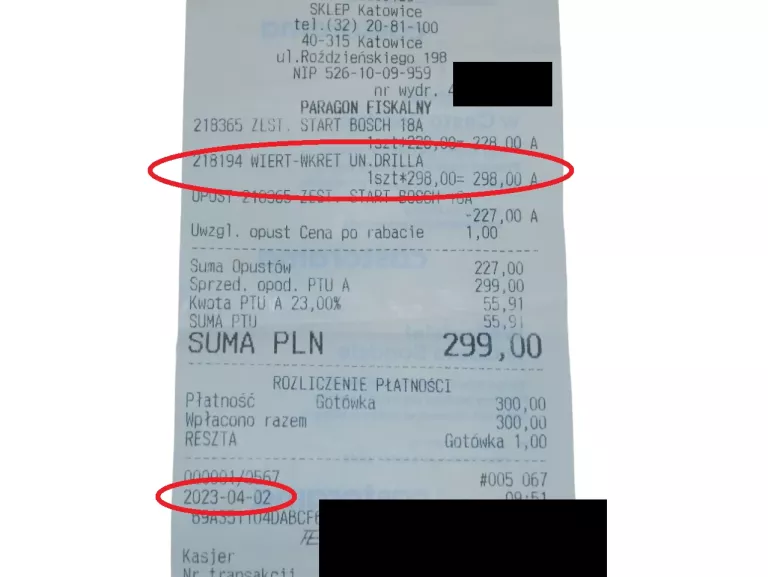 SKLEP Katowice
tel.(32) 20-81-100
40-315 Katowice
ul.Roździeńskiego 198
NIP 526-10-09-959
nr wydr.
PARAGON FISKALNY
218365 ZEST. START BOSCH 18A
1szt*228,00= 228,00 A
218194 WIERT-WKRET UN.DRILLA
1szt*298,00= 298,00 A
OPUST 218365 ZEST. START BOSCH 18A
-227,00 A
Uwzgl. opust Cena po rabacie 1,00
Suma Opustów 227,00
Sprzed. opod. PTU A 299,00
Kwota PTU A 23,00% 55,91
SUMA PTU 55,91
SUMA PLN 299,00
ROZLICZENIE PŁATNOŚCI
Płatność Gotówka 300,00
Wpłacono razem 300,00
RESZTA Gotówka 1,00
000001/0567 #005 067
2023-04-02 09:51
Kasjer
Nr transakcji